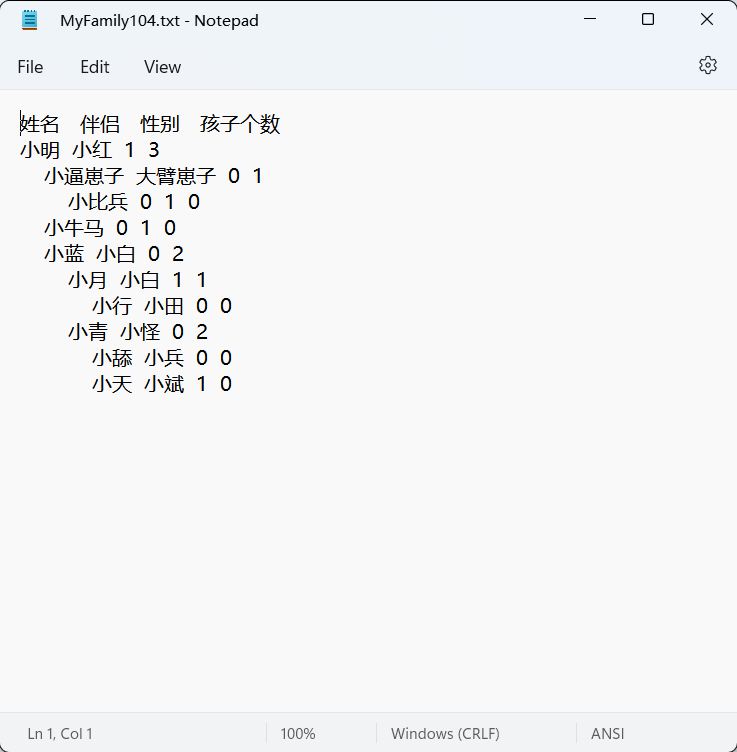 MyFamily104.txt - Notepad
File Edit View
姓名 伴侣 性别 孩子个数
小明 小红 1 3
小逼崽子 大臂崽子 0 1
小比兵 0 1 0
小牛马 0 1 0
小蓝 小白 0 2
小月 小白 1 1
小行 小田 0 0
小青 小怪 0 2
小舔 小兵 0 0
小天 小斌 1 0
Ln 1, Col 1 100% Windows (CRLF) ANSI